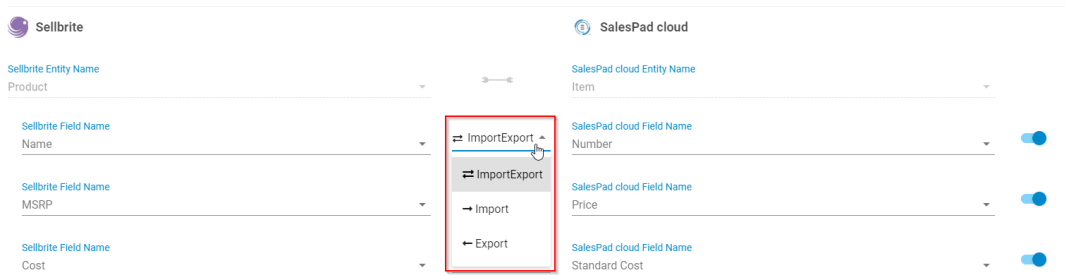 Sellbrite
SalesPad cloud
Sellbrite Entity Name
SalesPad cloud Entity Name
Product
Item
Sellbrite Field Name
SalesPad cloud Field Name
Name
ImportExport
Number
ImportExport
Sellbrite Field Name
SalesPad cloud Field Name
MSRP
Import
Price
Export
Sellbrite Field Name
SalesPad cloud Field Name
Cost
Standard Cost